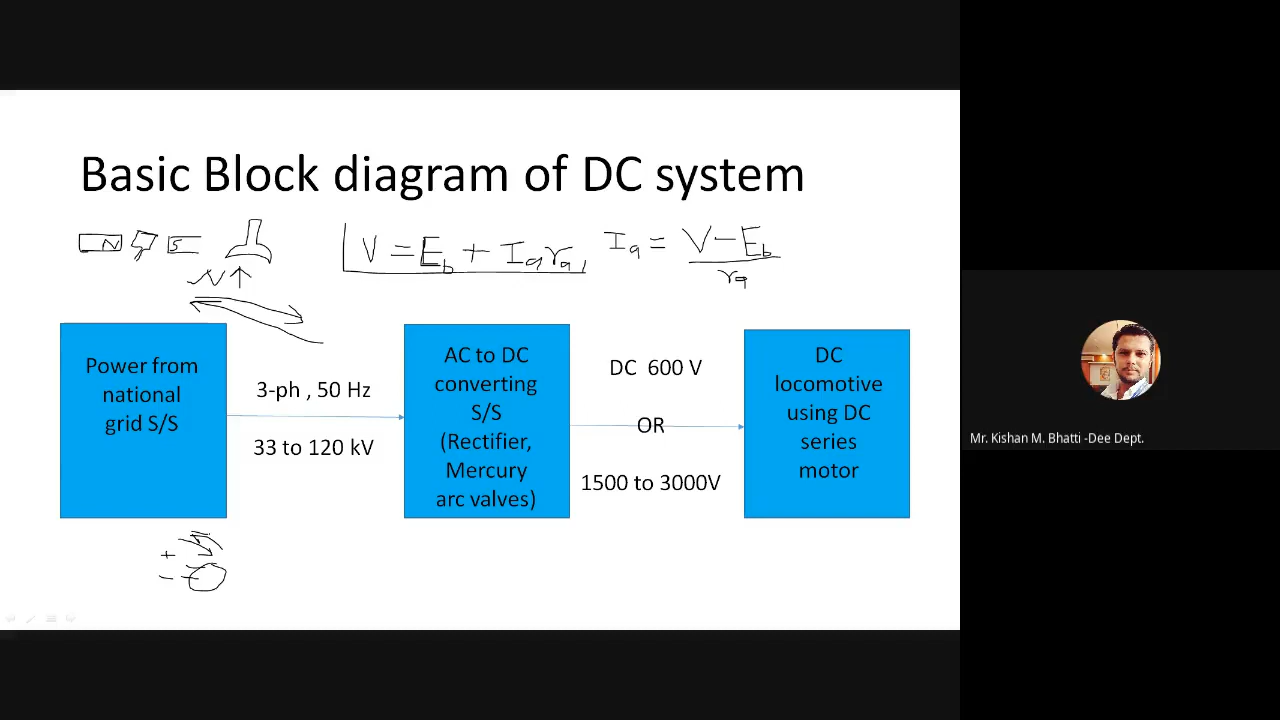 Basic Block diagram of DC system
N S
V = Eb + Ia ra,
Ia = V - Eb
ra
N ↑
Power from
national
grid S/S
3-ph , 50 Hz
33 to 120 kV
AC to DC
converting
S/S
(Rectifier,
Mercury
arc valves)
DC 600 V
OR
1500 to 3000V
DC
locomotive
using DC
series
motor
+
-
Mr. Kishan M. Bhatti -Dee Dept.